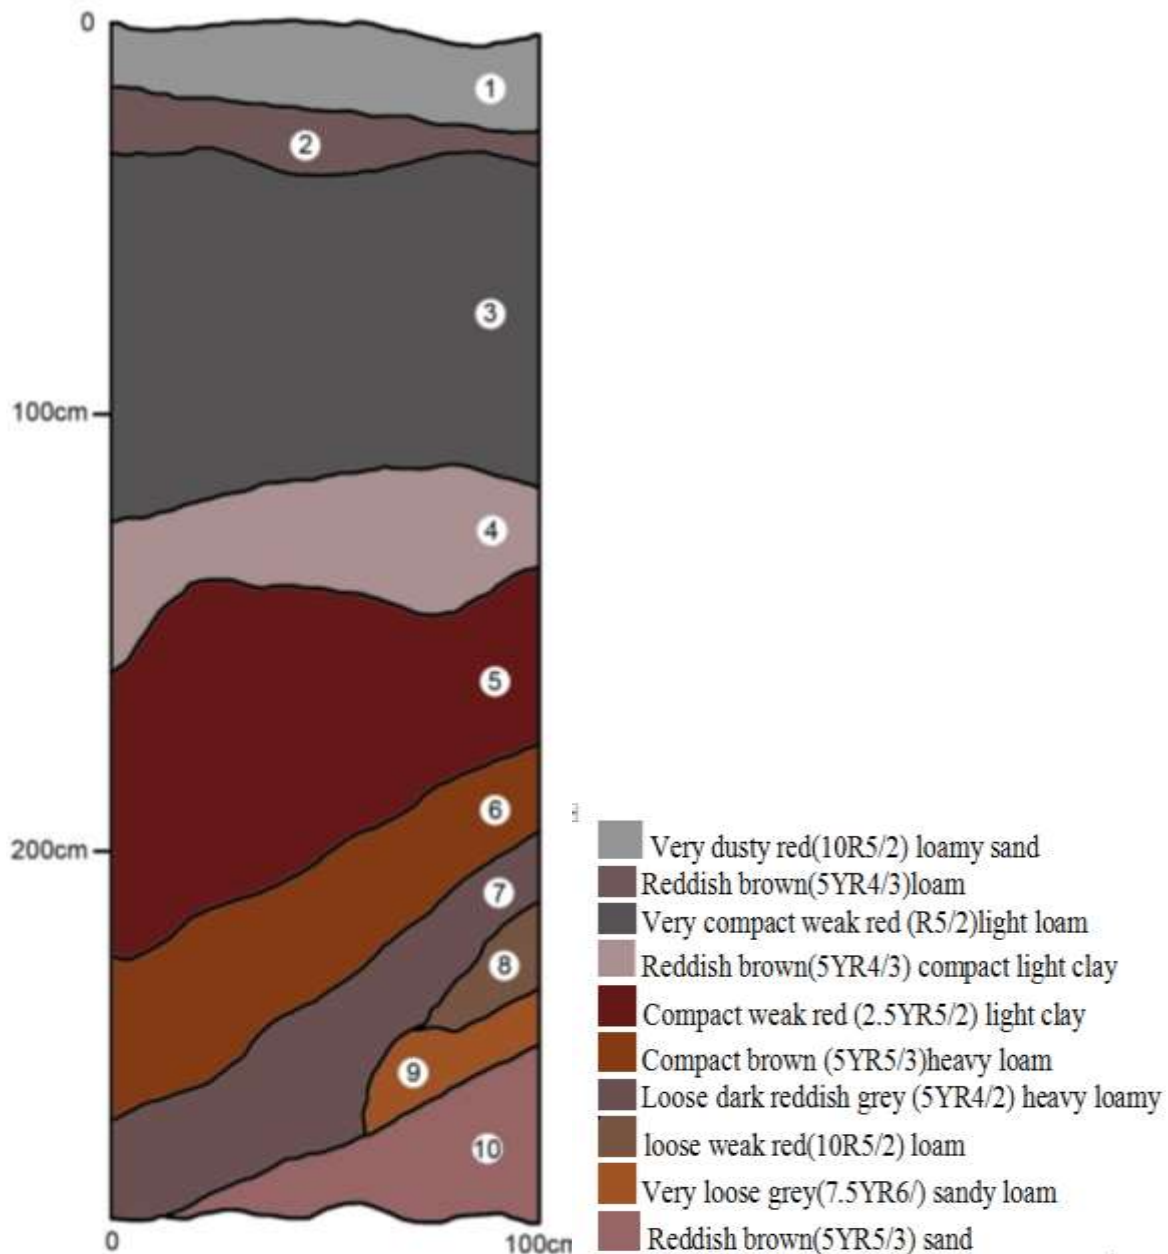 0
1
2
3
100cm
4
5
6
200cm
7
8
9
10
0
100cm
Very dusty red(10R5/2) loamy sand
Reddish brown(5YR4/3)loam
Very compact weak red (R5/2)light loam
Reddish brown(5YR4/3) compact light clay
Compact weak red (2.5YR5/2) light clay
Compact brown (5YR5/3)heavy loam
Loose dark reddish grey (5YR4/2) heavy loamy
loose weak red(10R5/2) loam
Very loose grey(7.5YR6/) sandy loam
Reddish brown(5YR5/3) sand